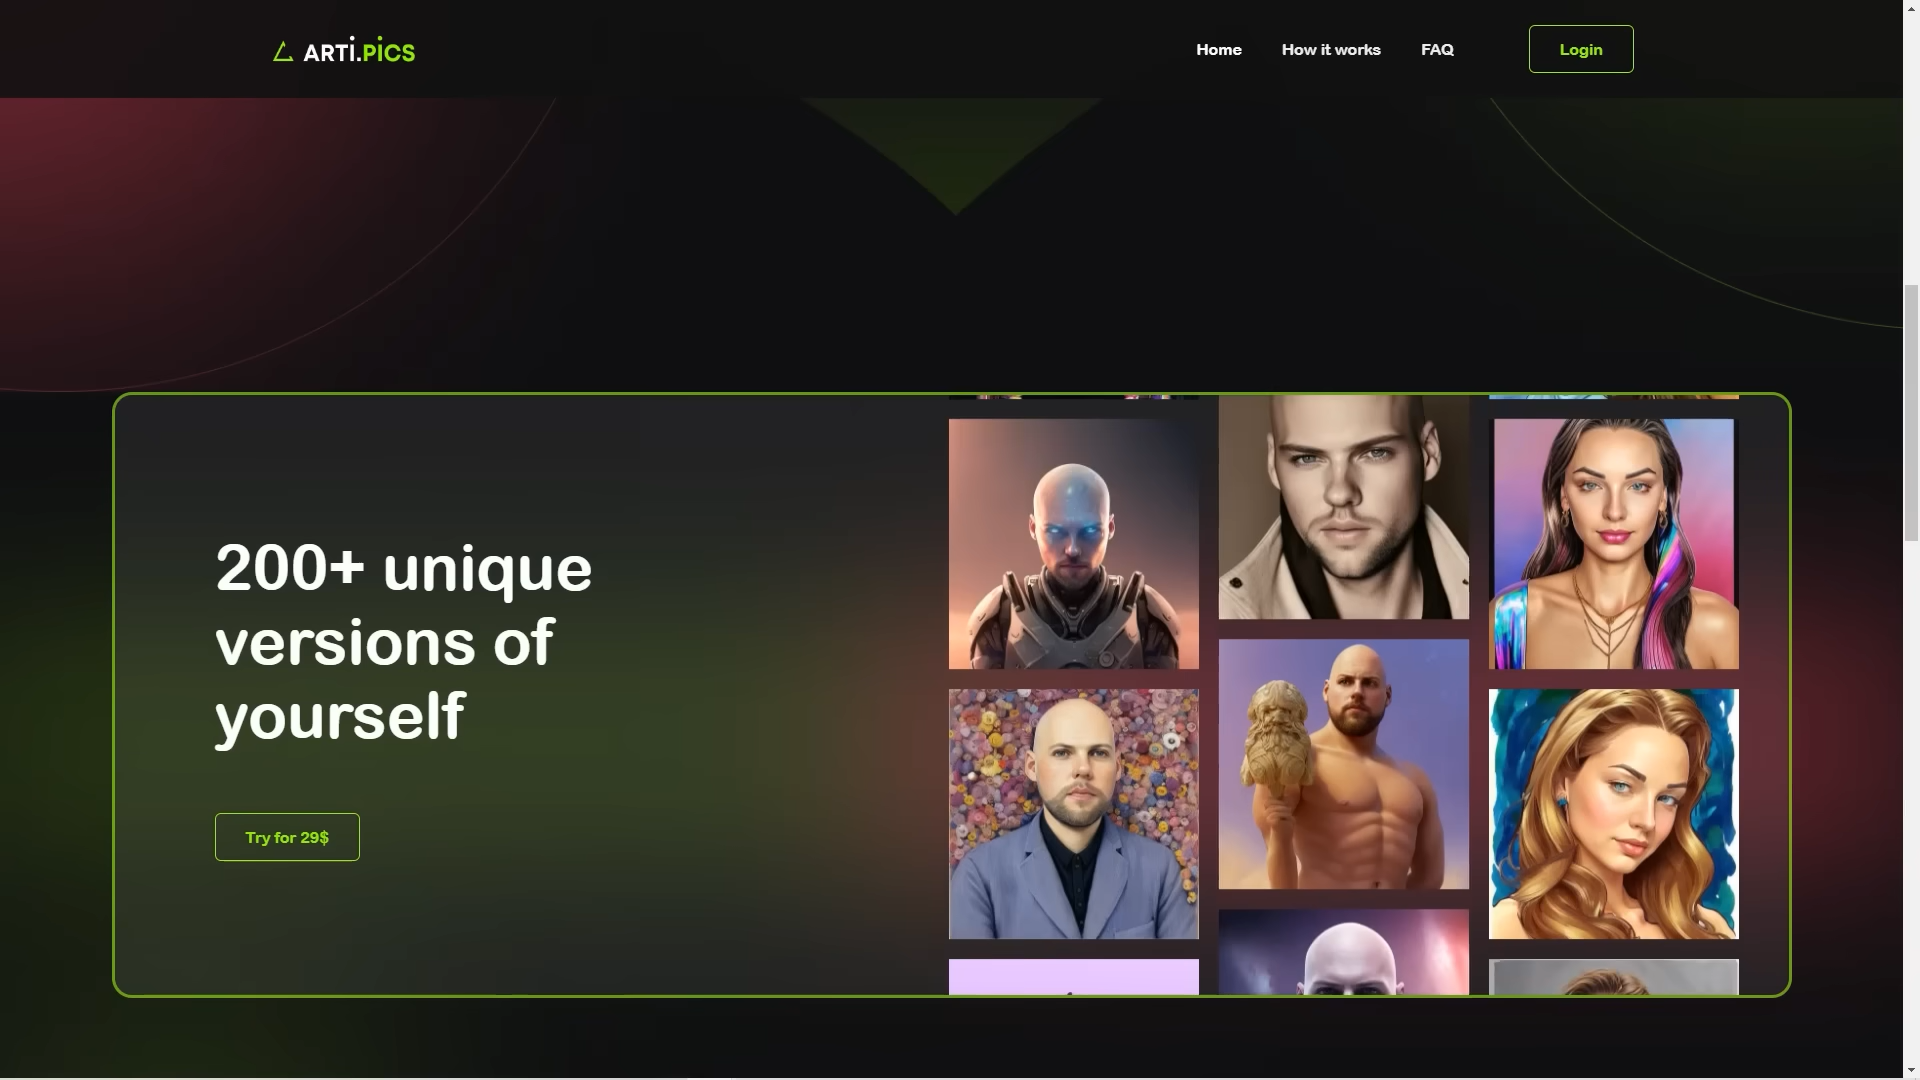 ARTi.PiCS
Home
How it works
FAQ
Login
200+ unique
versions of
yourself
Try for 29$